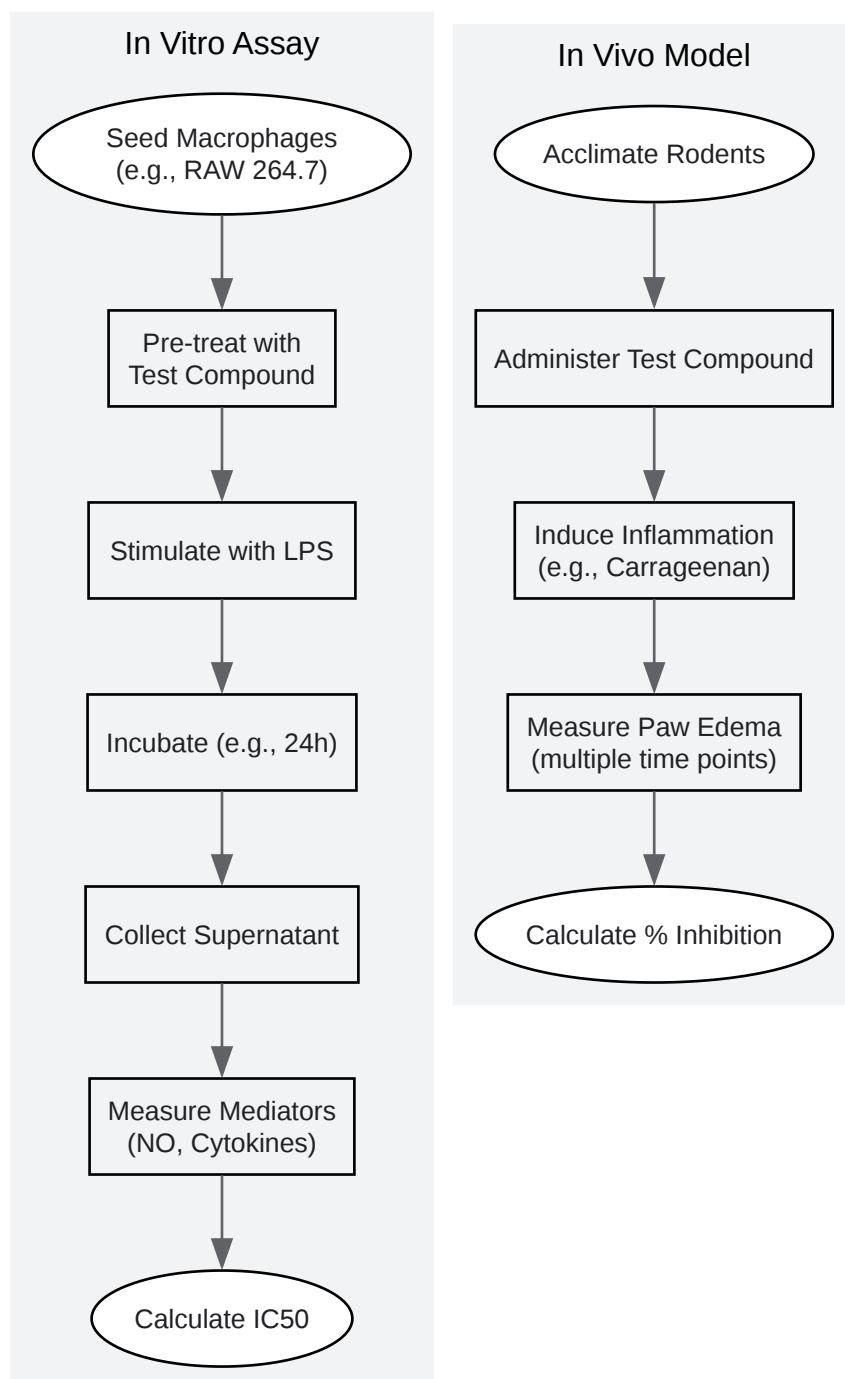 In Vitro Assay
Seed Macrophages
(e.g., RAW 264.7)
Pre-treat with
Test Compound
Stimulate with LPS
Incubate (e.g., 24h)
Collect Supernatant
Measure Mediators
(NO, Cytokines)
Calculate IC50
In Vivo Model
Acclimate Rodents
Administer Test Compound
Induce Inflammation
(e.g., Carrageenan)
Measure Paw Edema
(multiple time points)
Calculate % Inhibition